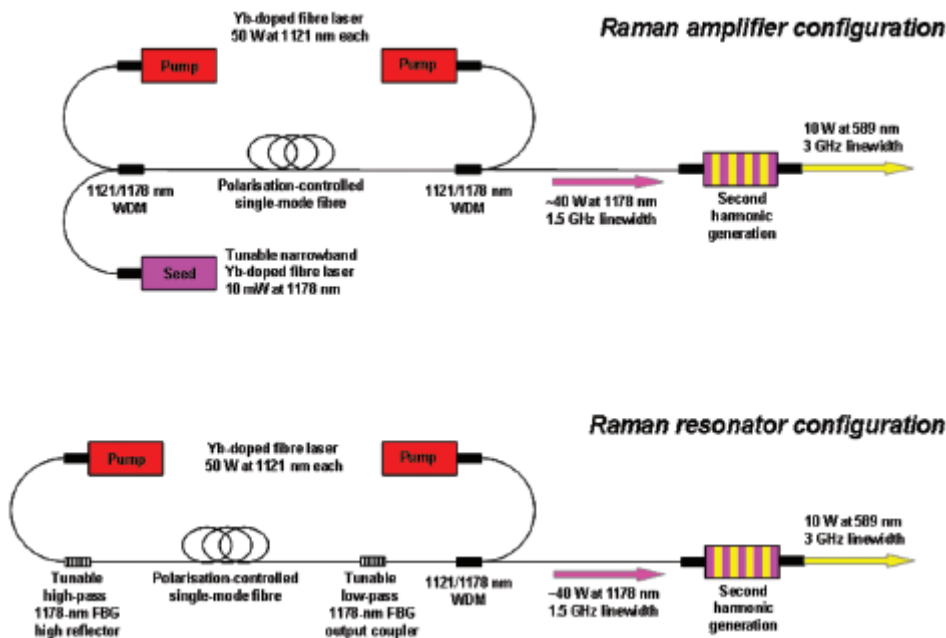 Raman amplifier configuration
Yb-doped fibre laser
50 W at 1121 nm each
Pump
Pump
10 W at 589 nm
3 GHz linewidth
1121/1178 nm
WDM
Polarisation-controlled
single-mode fibre
1121/1178 nm
WDM
~40 W at 1178 nm
1.5 GHz linewidth
Second
harmonic
generation
Seed
Tunable narrowband
Yb-doped fibre laser
10 mW at 1178 nm
Raman resonator configuration
Pump
Yb-doped fibre laser
50 W at 1121 nm each
Pump
10 W at 589 nm
3 GHz linewidth
Tunable
high-pass
1178-nm FBG
high reflector
Polarisation-controlled
single-mode fibre
Tunable
low-pass
1178-nm FBG
output coupler
1121/1178 nm
WDM
~40 W at 1178 nm
1.5 GHz linewidth
Second
harmonic
generation